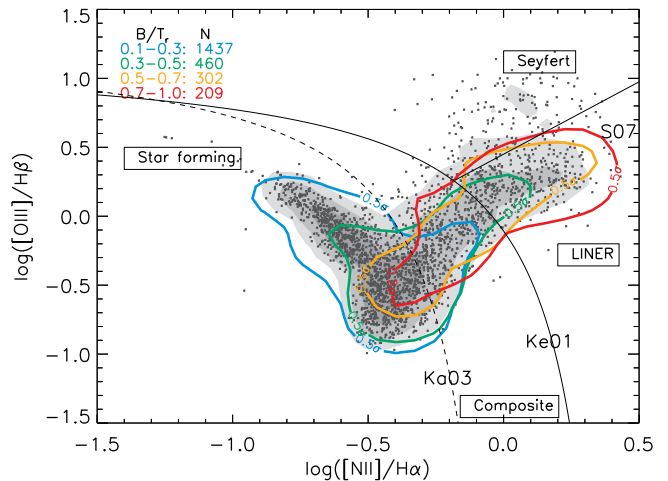 B/Tr N
0.1−0.3: 1437
0.3−0.5: 460
0.5−0.7: 302
0.7−1.0: 209
Seyfert
S07
Star forming
0.5σ
0.5σ
0.5σ
0.5σ
LINER
0.5σ
0.5σ
Ke01
Ka03
Composite
1.5
1.0
0.5
0.0
−0.5
−1.0
−1.5
log([OIII]/Hβ)
−1.5 −1.0 −0.5 0.0 0.5
log([NII]/Hα)